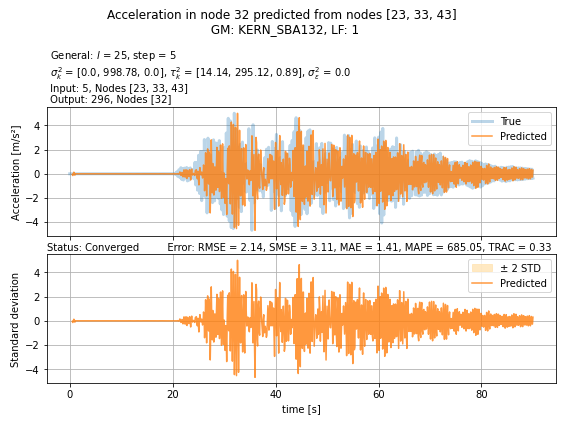 Acceleration in node 32 predicted from nodes [23, 33, 43]
GM: KERN_SBA132, LF: 1
General: l = 25, step = 5
σ²ₖ = [0.0, 998.78, 0.0], τ²ₖ = [14.14, 295.12, 0.89], σ²ε = 0.0
Input: 5, Nodes [23, 33, 43]
Output: 296, Nodes [32]
True
Predicted
Acceleration [m/s²]
4
2
0
−2
−4
Status: Converged Error: RMSE = 2.14, SMSE = 3.11, MAE = 1.41, MAPE = 685.05, TRAC = 0.33
± 2 STD
Predicted
Standard deviation
4
2
0
−2
−4
0 20 40 60 80
time [s]